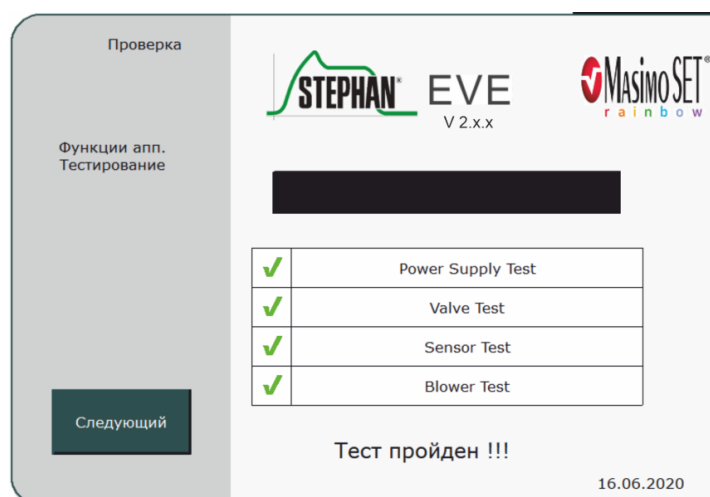 Проверка
Функции апп.
Тестирование
Следующий
STEPHAN®
EVE
V 2.x.x
Masimo SET®
rainbow
Power Supply Test
Valve Test
Sensor Test
Blower Test
Тест пройден !!!
16.06.2020